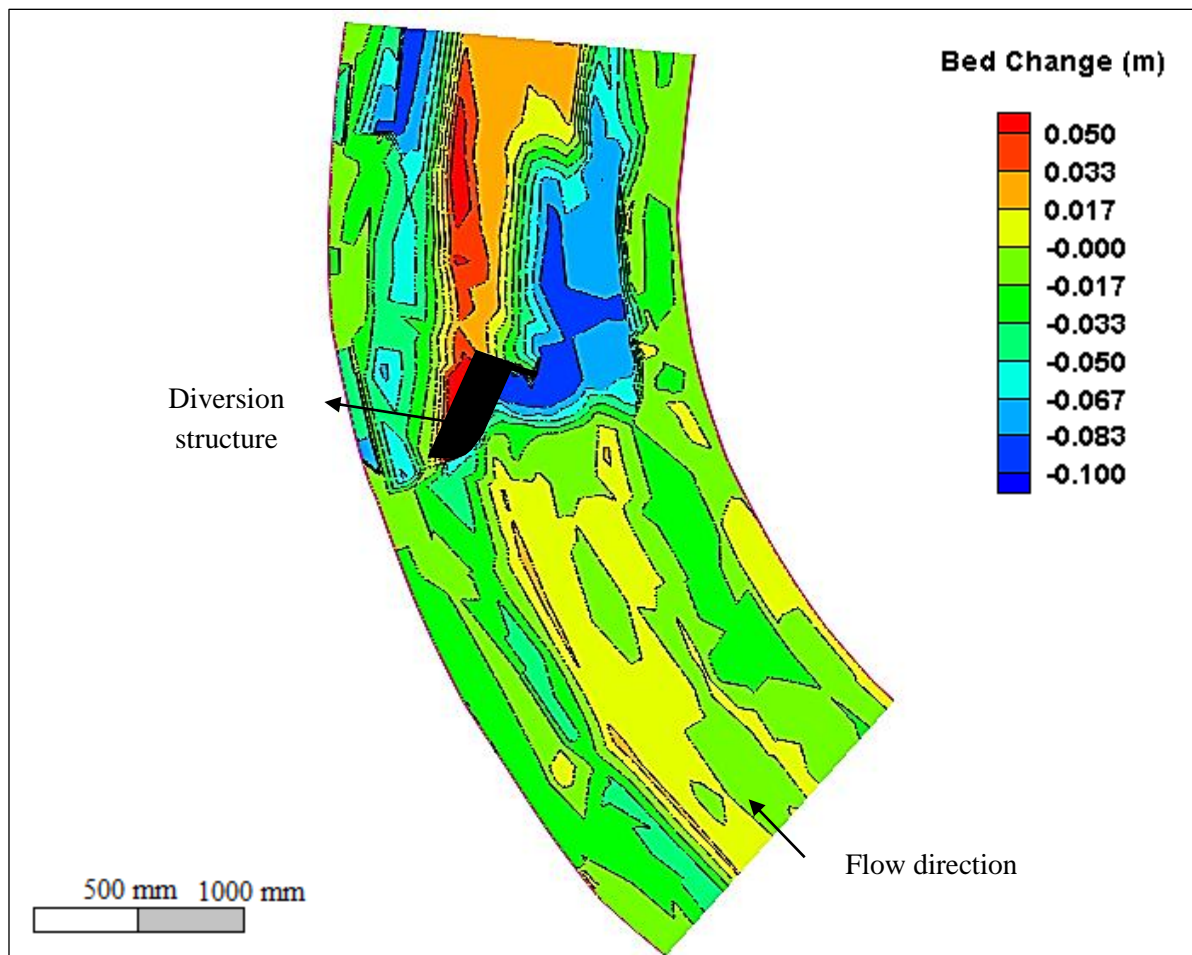 Bed Change (m)
0.050
0.033
0.017
-0.000
-0.017
-0.033
-0.050
-0.067
-0.083
-0.100
Diversion
structure
Flow direction
500 mm 1000 mm